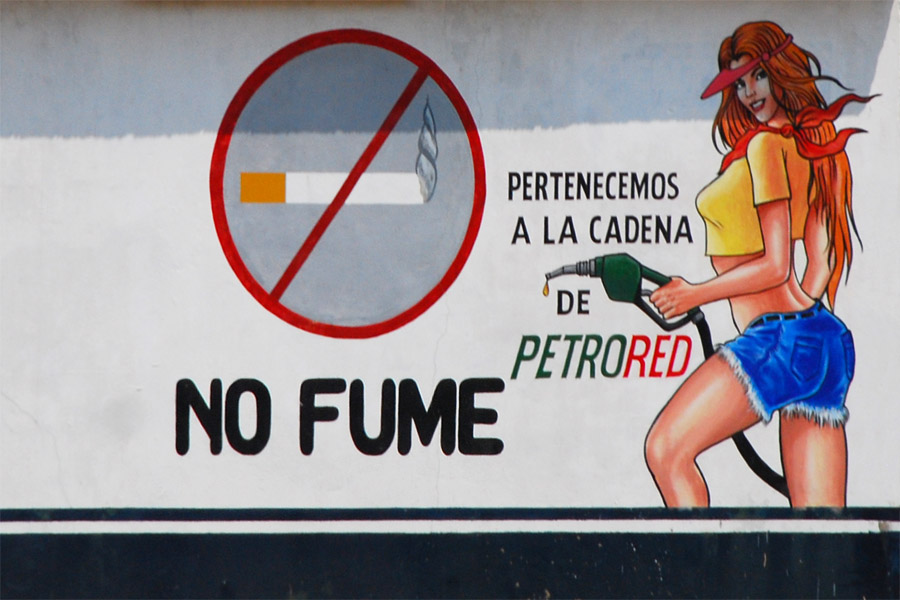 NO FUME
PERTENECEMOS
A LA CADENA
DE
PETRORED